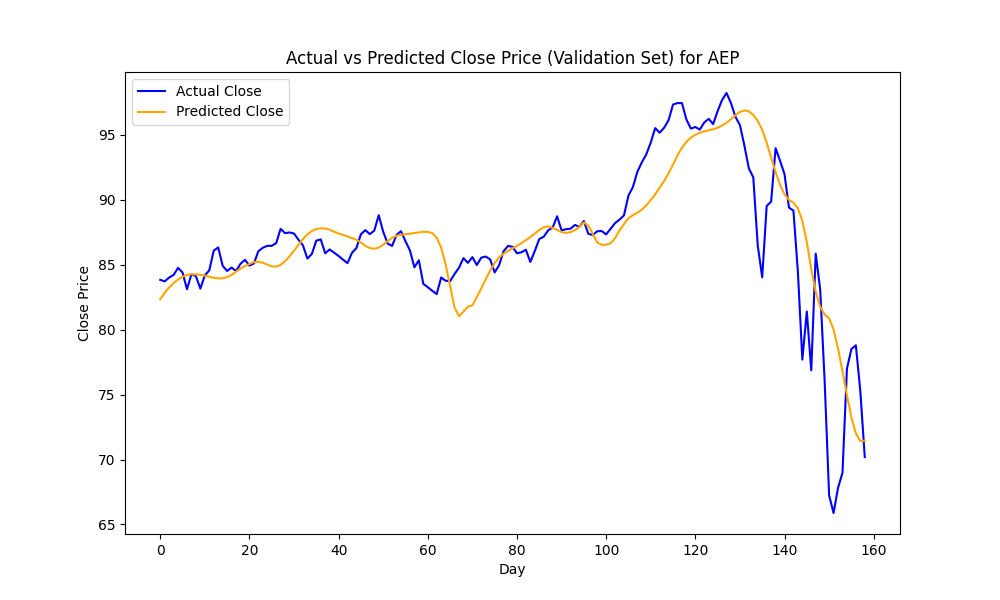 Actual vs Predicted Close Price (Validation Set) for AEP
Actual Close
Predicted Close
Close Price
95
90
85
80
75
70
65
0 20 40 60 80 100 120 140 160
Day